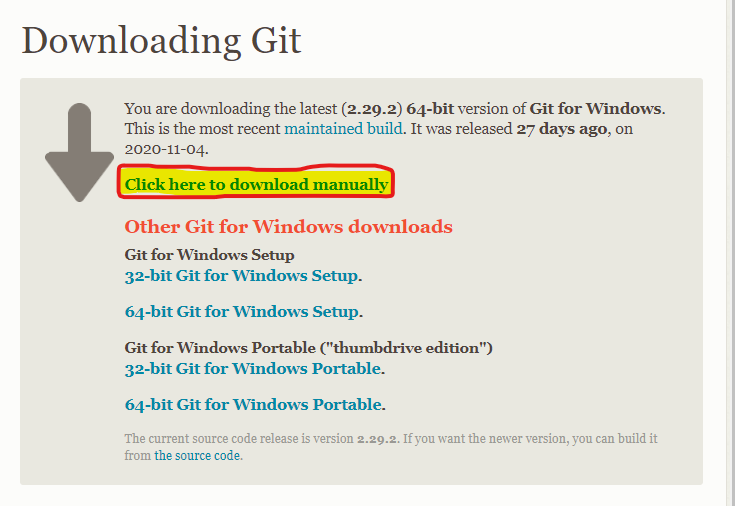 Downloading Git
You are downloading the latest (2.29.2) 64-bit version of Git for Windows.
This is the most recent maintained build. It was released 27 days ago, on
2020-11-04.
Click here to download manually
Other Git for Windows downloads
Git for Windows Setup
32-bit Git for Windows Setup.
64-bit Git for Windows Setup.
Git for Windows Portable ("thumbdrive edition")
32-bit Git for Windows Portable.
64-bit Git for Windows Portable.
The current source code release is version 2.29.2. If you want the newer version, you can build it
from the source code.